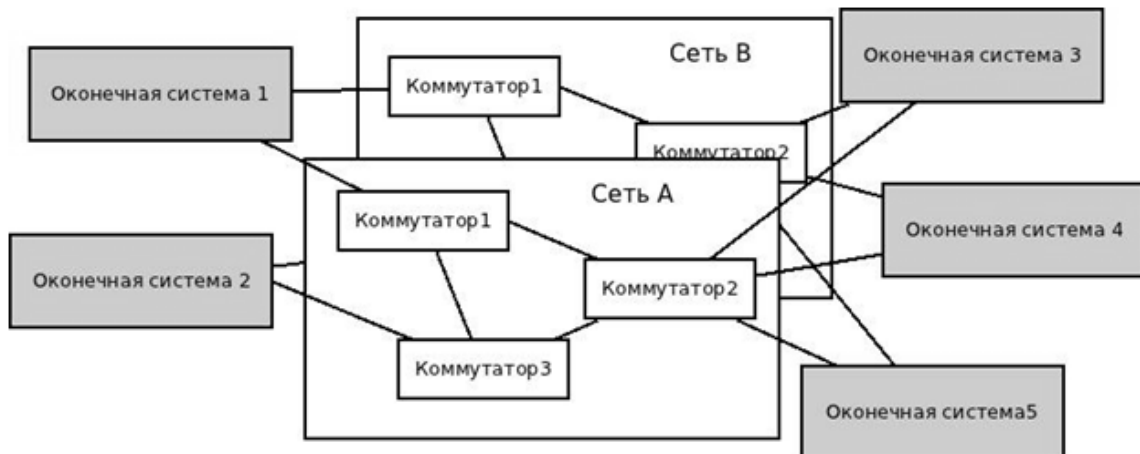 Сеть В
Оконечная система 3
Оконечная система 1
Коммутатор1
Коммутатор2
Сеть А
Коммутатор1
Оконечная система 4
Оконечная система 2
Коммутатор2
Коммутатор3
Оконечная система5